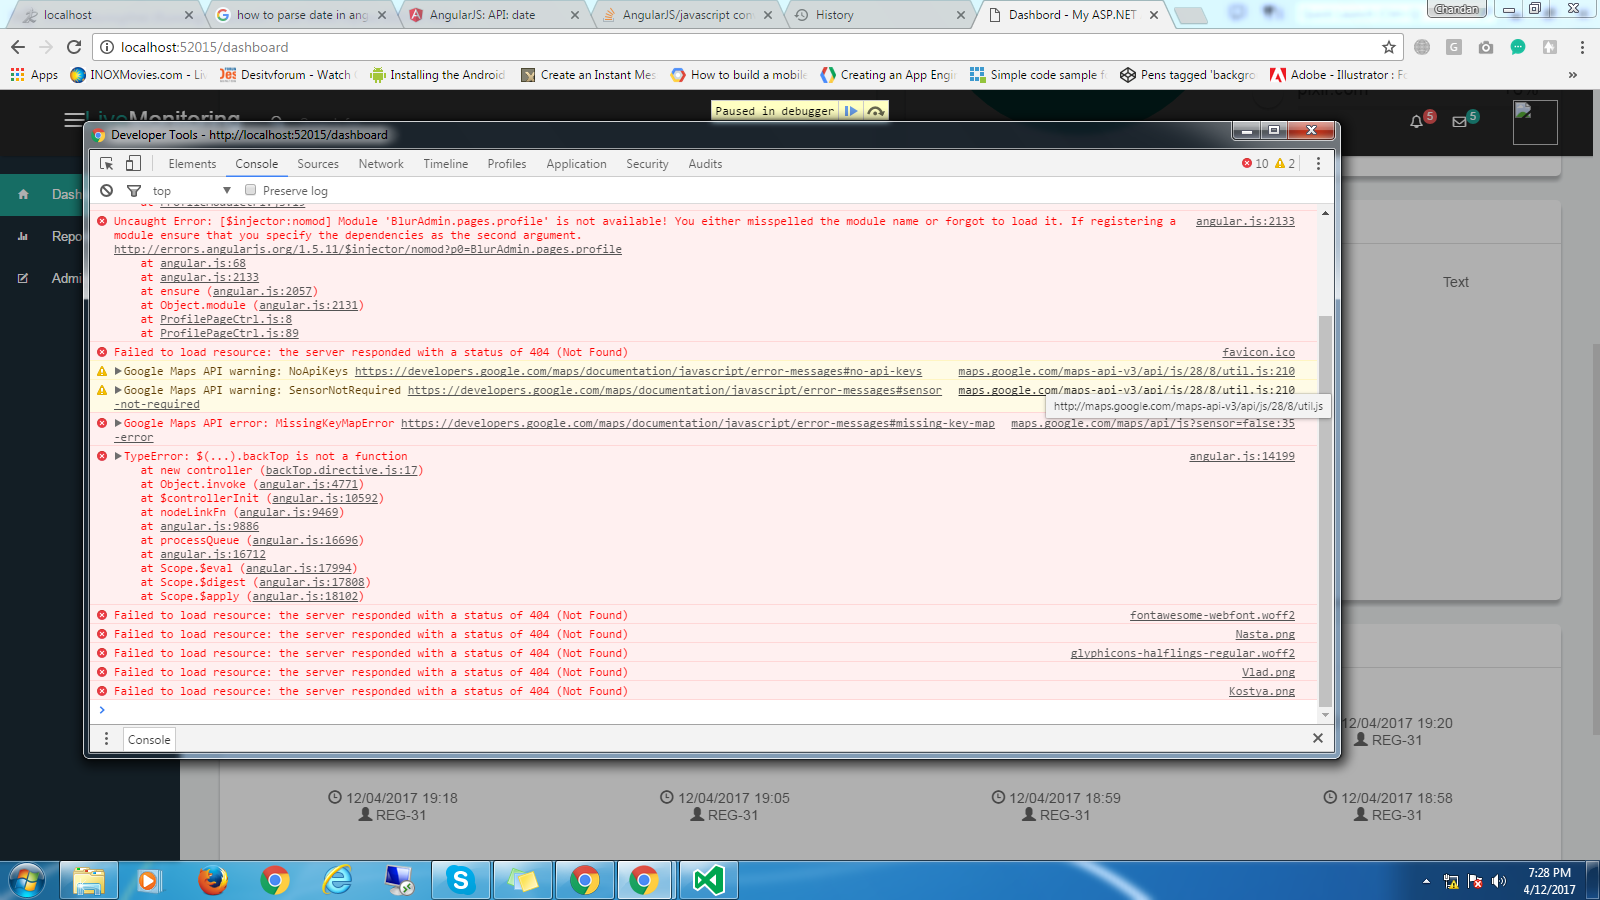 localhost
how to parse date in ang
AngularJS: API: date
AngularJS/javascript con
History
Dashbord - My ASP.NET
Chandan
localhost:52015/dashboard
Apps
INOXMovies.com - Liv
Desitvforum - Watch
Installing the Android
Create an Instant Mes
How to build a mobile
Creating an App Engi
Simple code sample f
Pens tagged 'backgro
Adobe - Illustrator : Fo
»
Paused in debugger
5
5
Developer Tools - http://localhost:52015/dashboard
Elements
Console
Sources
Network
Timeline
Profiles
Application
Security
Audits
10
2
top
Preserve log
Dash
Repo
Admi
Uncaught Error: [$injector:nomod] Module 'BlurAdmin.pages.profile' is not available! You either misspelled the module name or forgot to load it. If registering a angular.js:2133
module ensure that you specify the dependencies as the second argument.
http://errors.angularjs.org/1.5.11/$injector/nomod?p0=BlurAdmin.pages.profile
at angular.js:68
at angular.js:2133
at ensure (angular.js:2057)
at Object.module (angular.js:2131)
at ProfilePageCtrl.js:8
at ProfilePageCtrl.js:89
Text
Failed to load resource: the server responded with a status of 404 (Not Found) favicon.ico
Google Maps API warning: NoApiKeys https://developers.google.com/maps/documentation/javascript/error-messages#no-api-keys maps.google.com/maps-api-v3/api/js/28/8/util.js:210
Google Maps API warning: SensorNotRequired https://developers.google.com/maps/documentation/javascript/error-messages#sensor maps.google.com/maps-api-v3/api/js/28/8/util.js:210
-not-required
http://maps.google.com/maps-api-v3/api/js/28/8/util.js
Google Maps API error: MissingKeyMapError https://developers.google.com/maps/documentation/javascript/error-messages#missing-key-map maps.google.com/maps/api/js?sensor=false:35
-error
TypeError: $(...).backTop is not a function angular.js:14199
at new controller (backTop.directive.js:17)
at Object.invoke (angular.js:4771)
at $controllerInit (angular.js:10592)
at nodeLinkFn (angular.js:9469)
at angular.js:9886
at processQueue (angular.js:16696)
at angular.js:16712
at Scope.$eval (angular.js:17994)
at Scope.$digest (angular.js:17808)
at Scope.$apply (angular.js:18102)
Failed to load resource: the server responded with a status of 404 (Not Found) fontawesome-webfont.woff2
Failed to load resource: the server responded with a status of 404 (Not Found) Nasta.png
Failed to load resource: the server responded with a status of 404 (Not Found) glyphicons-halflings-regular.woff2
Failed to load resource: the server responded with a status of 404 (Not Found) Vlad.png
Failed to load resource: the server responded with a status of 404 (Not Found) Kostya.png
Console
12/04/2017 19:20
REG-31
12/04/2017 19:18
REG-31
12/04/2017 19:05
REG-31
12/04/2017 18:59
REG-31
12/04/2017 18:58
REG-31
7:28 PM
4/12/2017